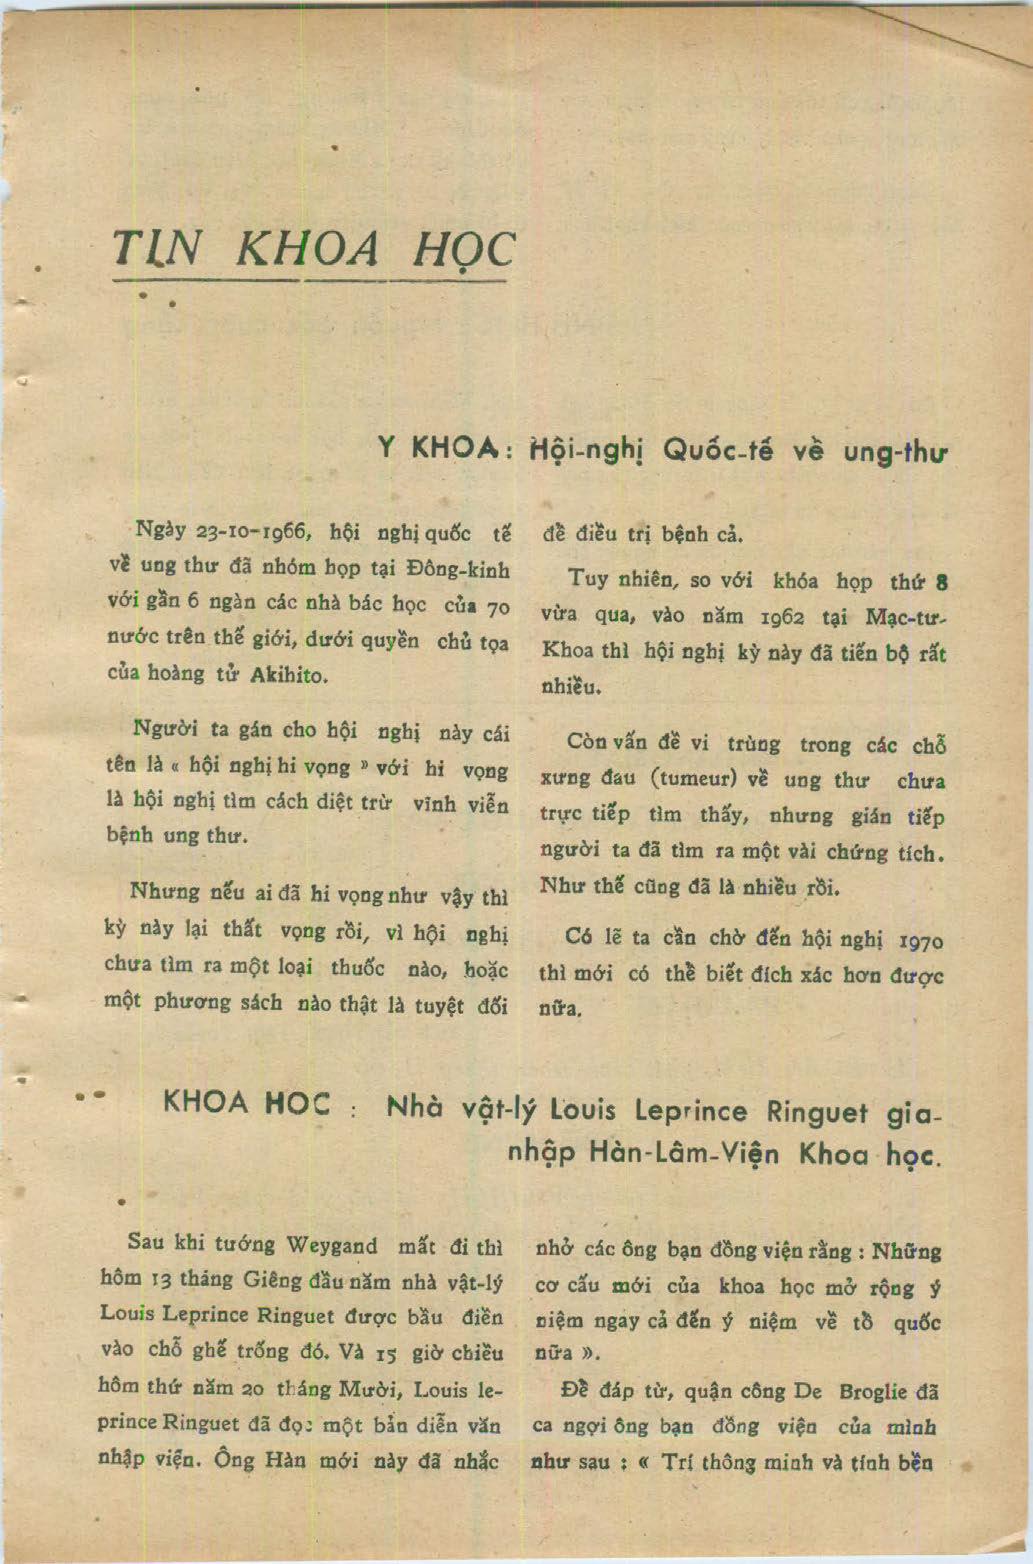 TIN KHOA HỌC
Y KHOA: Hội-nghị Quốc-tế về ung-thư
Ngày 23-10-1966, hội nghị quốc tế
về ung thư đã nhóm họp tại Đông-kinh
với gần 6 ngàn các nhà bác học của 70
nước trên thế giới, dưới quyền chủ tọa
của hoàng tử Akihito.
Người ta gán cho hội nghị này cái
tên là « hội nghị hi vọng » với hi vọng
là hội nghị tìm cách diệt trừ vĩnh viễn
bệnh ung thư.
Nhưng nếu ai đã hi vọng như vậy thì
kỳ này lại thất vọng rồi, vì hội nghị
chưa tìm ra một loại thuốc nào, hoặc
một phương sách nào thật là tuyệt đối
để điều trị bệnh cả.
Tuy nhiên, so với khóa họp thứ 8
vừa qua, vào năm 1962 tại Mạc-tư-
Khoa thì hội nghị kỳ này đã tiến bộ rất
nhiều.
Còn vấn đề vi trùng trong các chỗ
xưng đau (tumeur) về ung thư chưa
trực tiếp tìm thấy, nhưng gián tiếp
người ta đã tìm ra một vài chứng tích.
Như thế cũng đã là nhiều rồi.
Có lẽ ta cần chờ đến hội nghị 1970
thì mới có thể biết đích xác hơn được
nữa.
KHOA HOC : Nhà vật-lý Louis Leprince Ringuet gia-
nhập Hàn-Lâm-Viện Khoa học.
Sau khi tướng Weygand mất đi thì
hôm 13 tháng Giêng đầu năm nhà vật-lý
Louis Leprince Ringuet được bầu điền
vào chỗ ghế trống đó. Và 15 giờ chiều
hôm thứ năm 20 tháng Mười, Louis le-
prince Ringuet đã đọc một bản diễn văn
nhập viện. Ông Hàn mới này đã nhắc
nhở các ông bạn đồng viện rằng : Những
cơ cấu mới của khoa học mở rộng ý
niệm ngay cả đến ý niệm về tổ quốc
nữa ».
Để đáp từ, quận công De Broglie đã
ca ngợi ông bạn đồng viện của mình
như sau : « Trí thông minh và tính bền